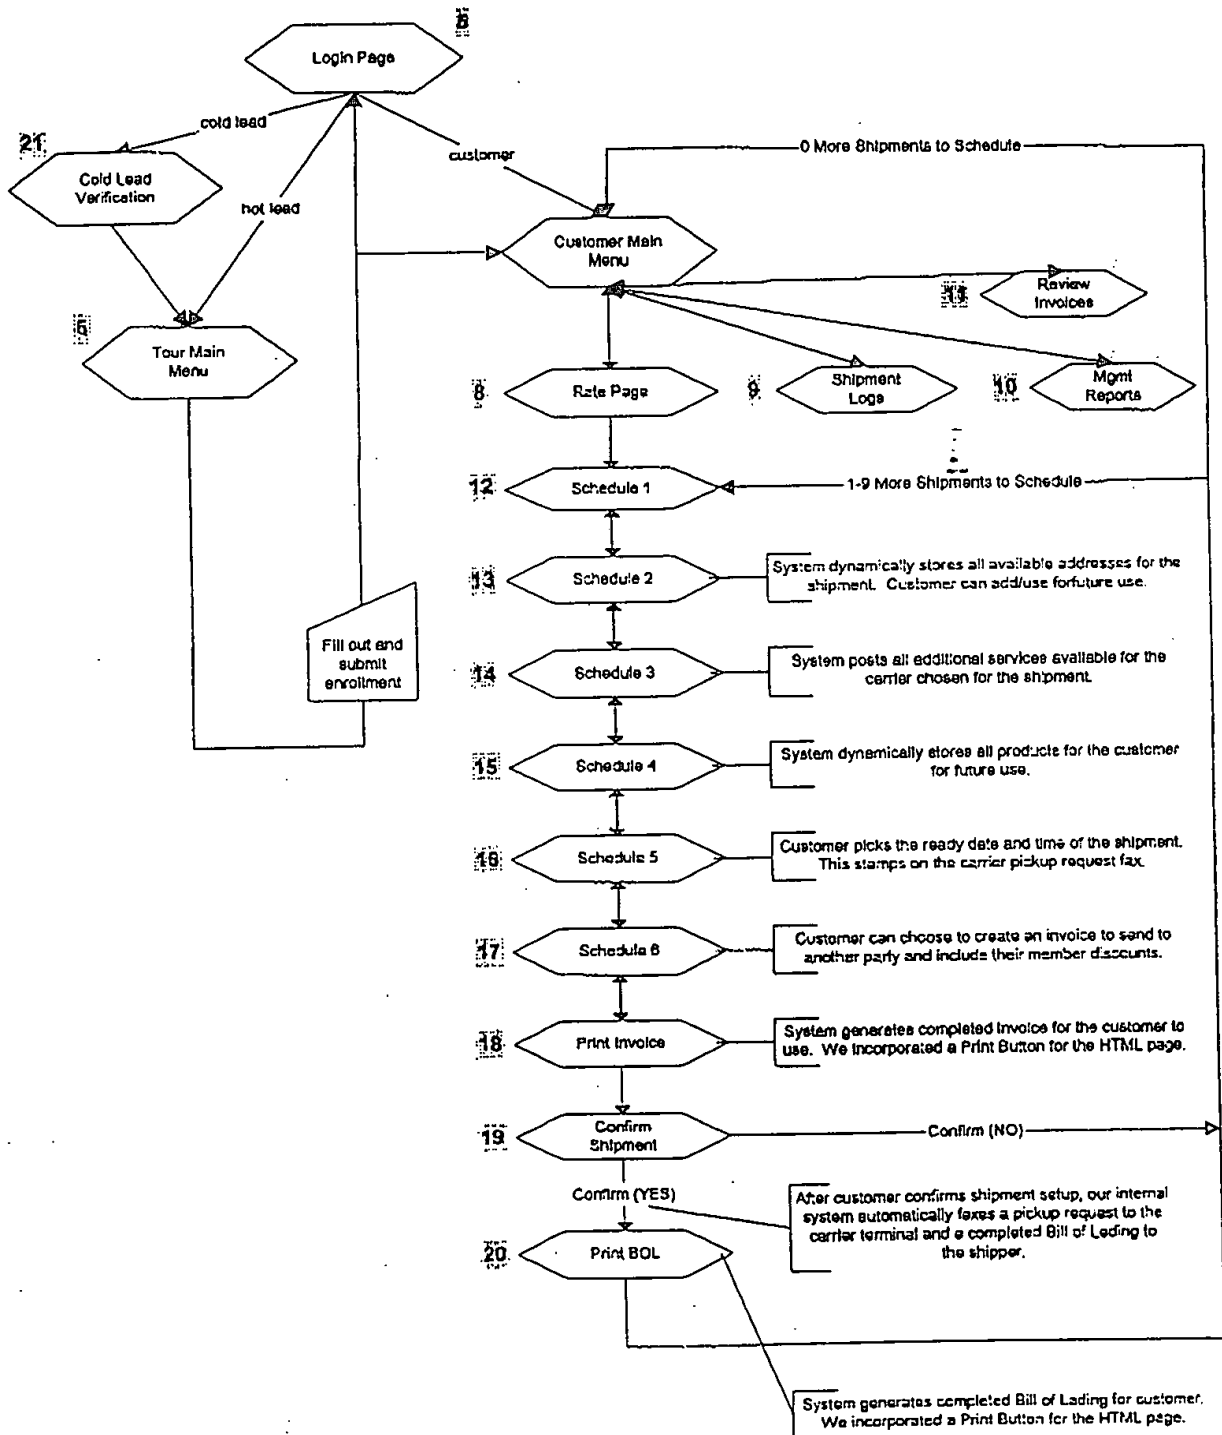 Login Page
cold lead
21
Cold Lead
Verification
hot lead
customer
0 More Shipments to Schedule
Customer Main
Menu
11
Review
Invoices
5
Tour Main
Menu
8
Rate Page
9
Shipment
Logs
10
Mgmt
Reports
12
Schedule 1
1-9 More Shipments to Schedule
13
Schedule 2
System dynamically stores all available addresses for the
shipment. Customer can add/use forfuture use.
Fill out and
submit
enrollment
14
Schedule 3
System posts all additional services available for the
carrier chosen for the shipment.
15
Schedule 4
System dynamically stores all products for the customer
for future use.
16
Schedule 5
Customer picks the ready date and time of the shipment.
This stamps on the carrier pickup request fax.
17
Schedule 6
Customer can choose to create an invoice to send to
another party and include their member discounts.
18
Print Invoice
System generates completed Invoice for the customer to
use. We incorporated a Print Button for the HTML page.
19
Confirm
Shipment
Confirm (NO)
Confirm (YES)
After customer confirms shipment setup, our internal
system automatically faxes a pickup request to the
carrier terminal and a completed Bill of Lading to
the shipper.
20
Print BOL
System generates completed Bill of Lading for customer.
We incorporated a Print Button for the HTML page.